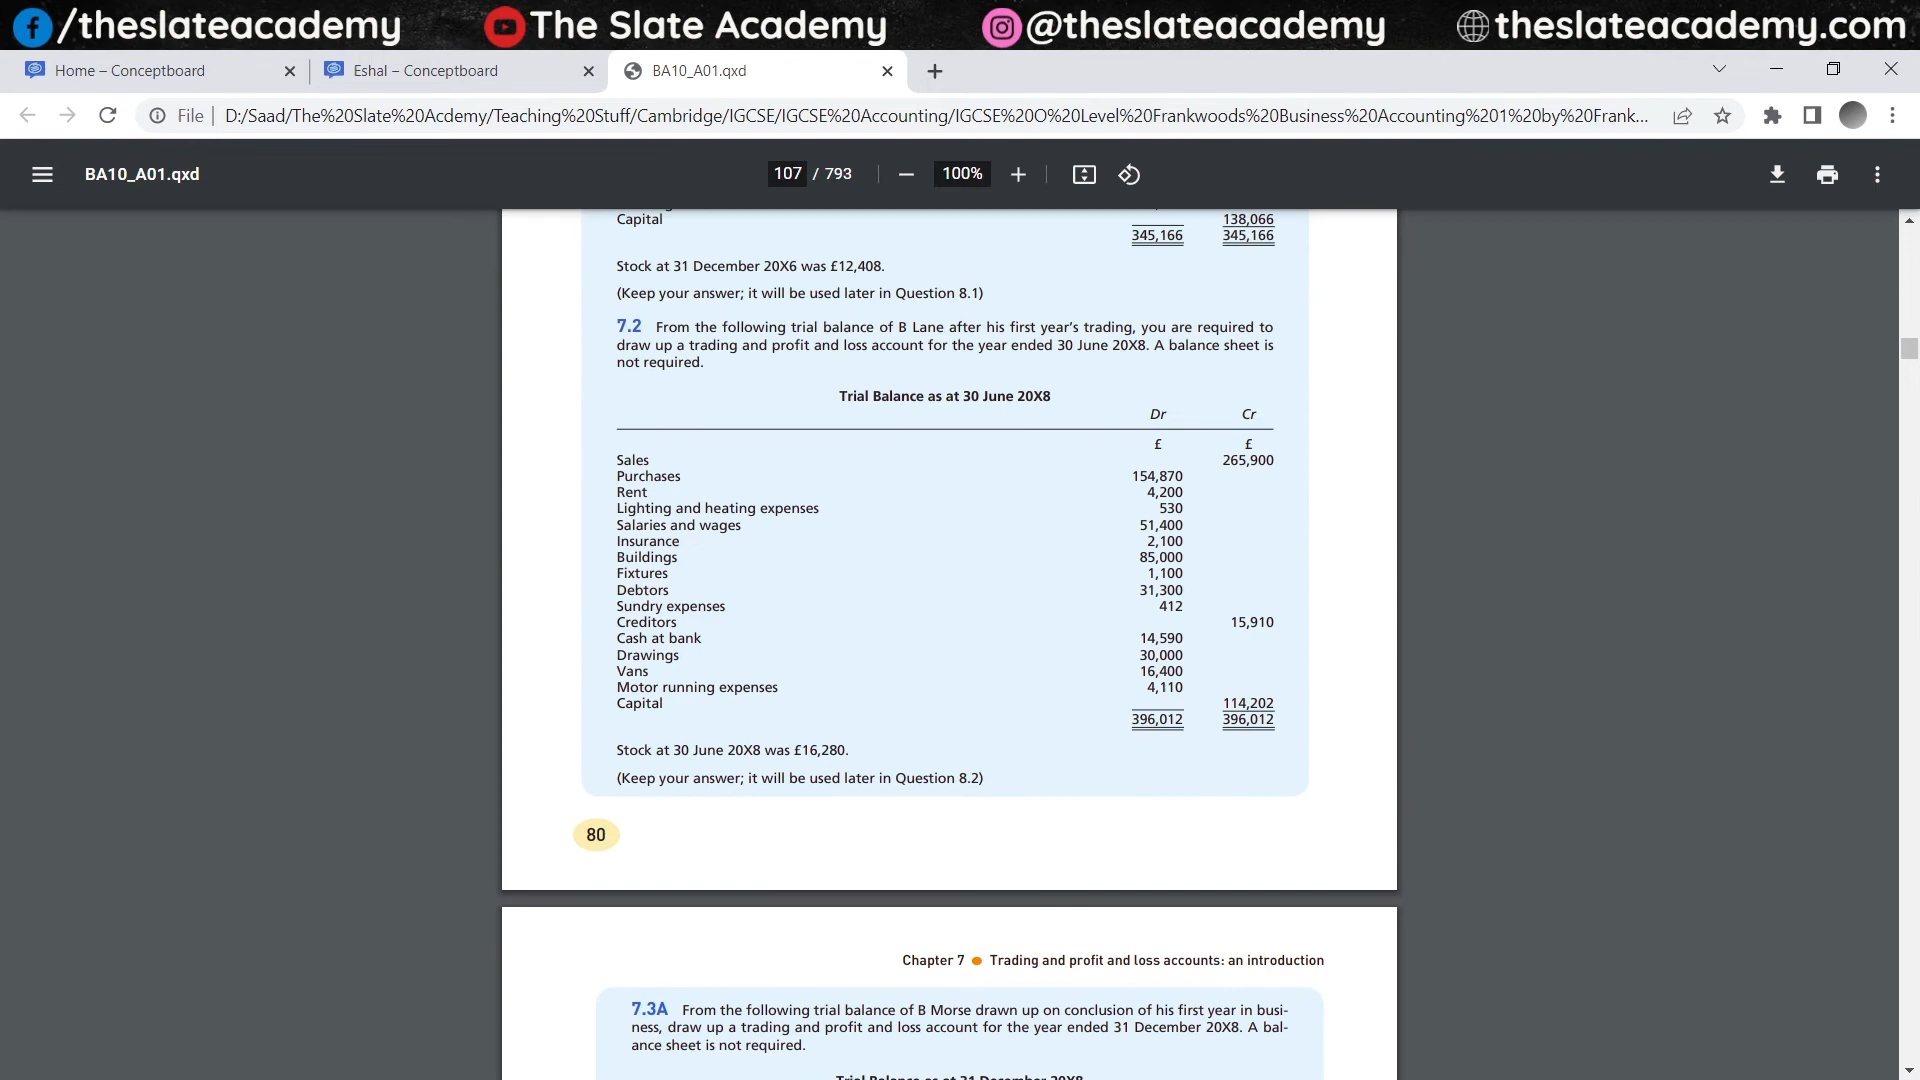 /theslateacademy The Slate Academy @theslateacademy theslateacademy.com
Home – Conceptboard Eshal – Conceptboard BA10_A01.qxd
File D:/Saad/The%20Slate%20Acdemy/Teaching%20Stuff/Cambridge/IGCSE/IGCSE%20Accounting/IGCSE%20O%20Level%20Frankwoods%20Business%20Accounting%201%20by%20Frank...
BA10_A01.qxd 107 / 793 100%
Capital 138,066
345,166 345,166
Stock at 31 December 20X6 was £12,408.
(Keep your answer; it will be used later in Question 8.1)
7.2 From the following trial balance of B Lane after his first year's trading, you are required to
draw up a trading and profit and loss account for the year ended 30 June 20X8. A balance sheet is
not required.
Trial Balance as at 30 June 20X8
Dr Cr
£ £
Sales 265,900
Purchases 154,870
Rent 4,200
Lighting and heating expenses 530
Salaries and wages 51,400
Insurance 2,100
Buildings 85,000
Fixtures 1,100
Debtors 31,300
Sundry expenses 412
Creditors 15,910
Cash at bank 14,590
Drawings 30,000
Vans 16,400
Motor running expenses 4,110
Capital 114,202
396,012 396,012
Stock at 30 June 20X8 was £16,280.
(Keep your answer; it will be used later in Question 8.2)
80
Chapter 7 ● Trading and profit and loss accounts: an introduction
7.3A From the following trial balance of B Morse drawn up on conclusion of his first year in busi-
ness, draw up a trading and profit and loss account for the year ended 31 December 20X8. A bal-
ance sheet is not required.
Trial Balance as at 31 December 20X8